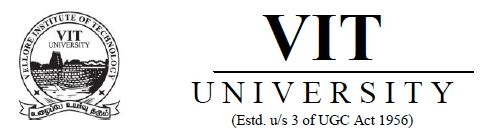 VELLORE INSTITUTE OF TECHNOLOGY
VIT
UNIVERSITY
VIT
UNIVERSITY
(Estd. u/s 3 of UGC Act 1956)